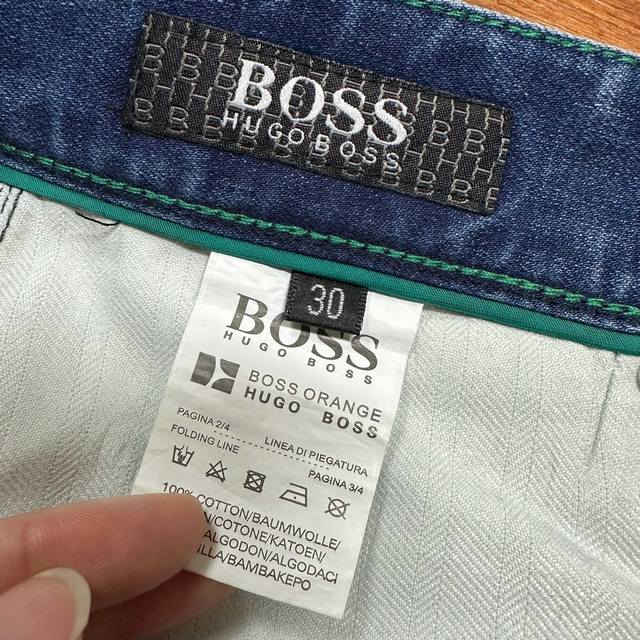 BOSS
HUGO BOSS
30
BOSS
HUGO BOSS
BOSS ORANGE
HUGO BOSS
PAGINA 2/4
LINEA DI PIEGATURA
FOLDING LINE
PAGINA 3/4
100% COTTON/BAUMWOLLE/
/COTONE/KATOEN/
/ALGODON/ALGODAC
/BAMBAKEPO